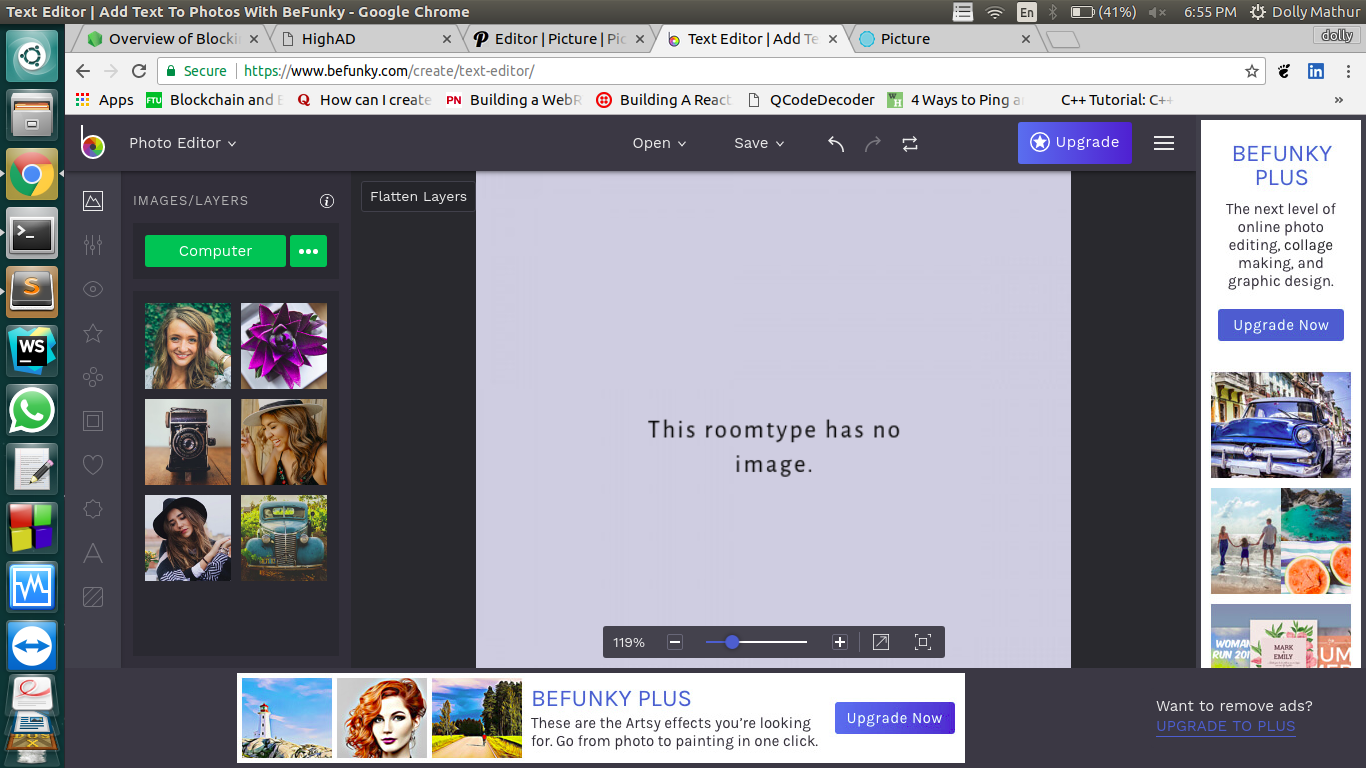 Text Editor | Add Text To Photos With BeFunky - Google Chrome
En
(41%)
6:55 PM
Dolly Mathur
Overview of Blocki
HighAD
Editor | Picture | Pic
Text Editor | Add Te
Picture
dolly
Secure
https://www.befunky.com/create/text-editor/
Apps
FTU
Blockchain and E
Q
How can I create
PN
Building a WebR
Building A React
QCodeDecoder
4 Ways to Ping a
C++ Tutorial: C++
»
Photo Editor
Open
Save
Upgrade
IMAGES/LAYERS
Computer
Flatten Layers
This roomtype has no
image.
119%
BEFUNKY
PLUS
The next level of
online photo
editing, collage
making, and
graphic design.
Upgrade Now
MARK
&
EMILY
WS
BEFUNKY PLUS
These are the Artsy effects you're looking
for. Go from photo to painting in one click.
Upgrade Now
Want to remove ads?
UPGRADE TO PLUS